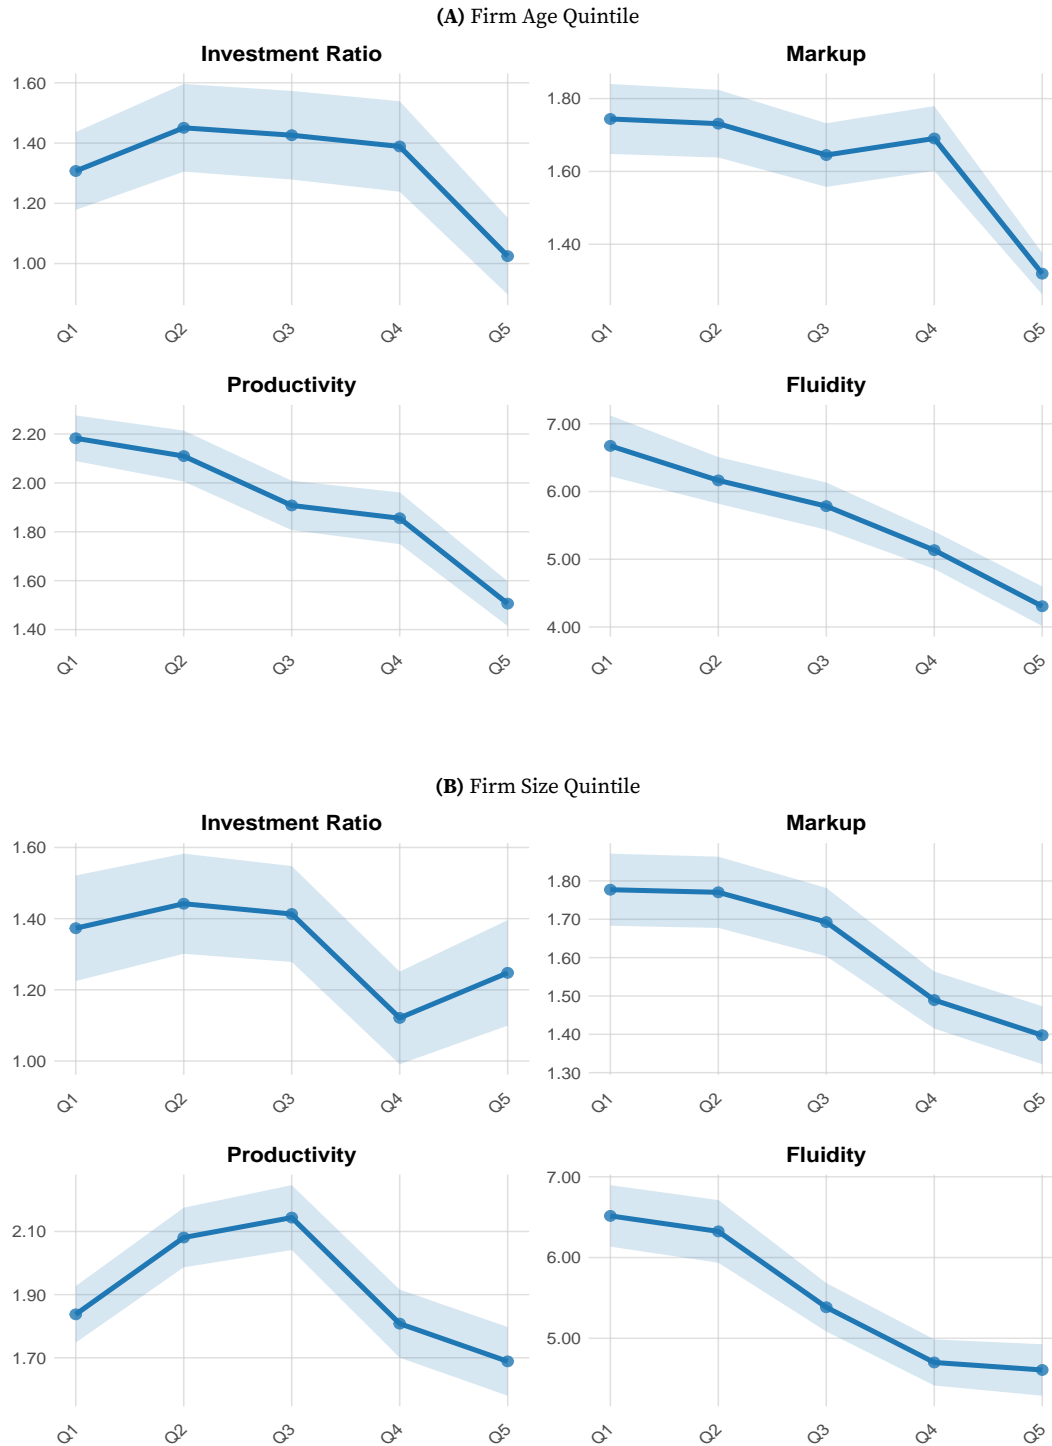 (A) Firm Age Quintile
Investment Ratio
1.60
1.40
1.20
1.00
Q1 Q2 Q3 Q4 Q5
Markup
1.80
1.60
1.40
Q1 Q2 Q3 Q4 Q5
Productivity
2.20
2.00
1.80
1.60
1.40
Q1 Q2 Q3 Q4 Q5
Fluidity
7.00
6.00
5.00
4.00
Q1 Q2 Q3 Q4 Q5
(B) Firm Size Quintile
Investment Ratio
1.60
1.40
1.20
1.00
Q1 Q2 Q3 Q4 Q5
Markup
1.80
1.70
1.60
1.50
1.40
1.30
Q1 Q2 Q3 Q4 Q5
Productivity
2.10
1.90
1.70
Q1 Q2 Q3 Q4 Q5
Fluidity
7.00
6.00
5.00
Q1 Q2 Q3 Q4 Q5